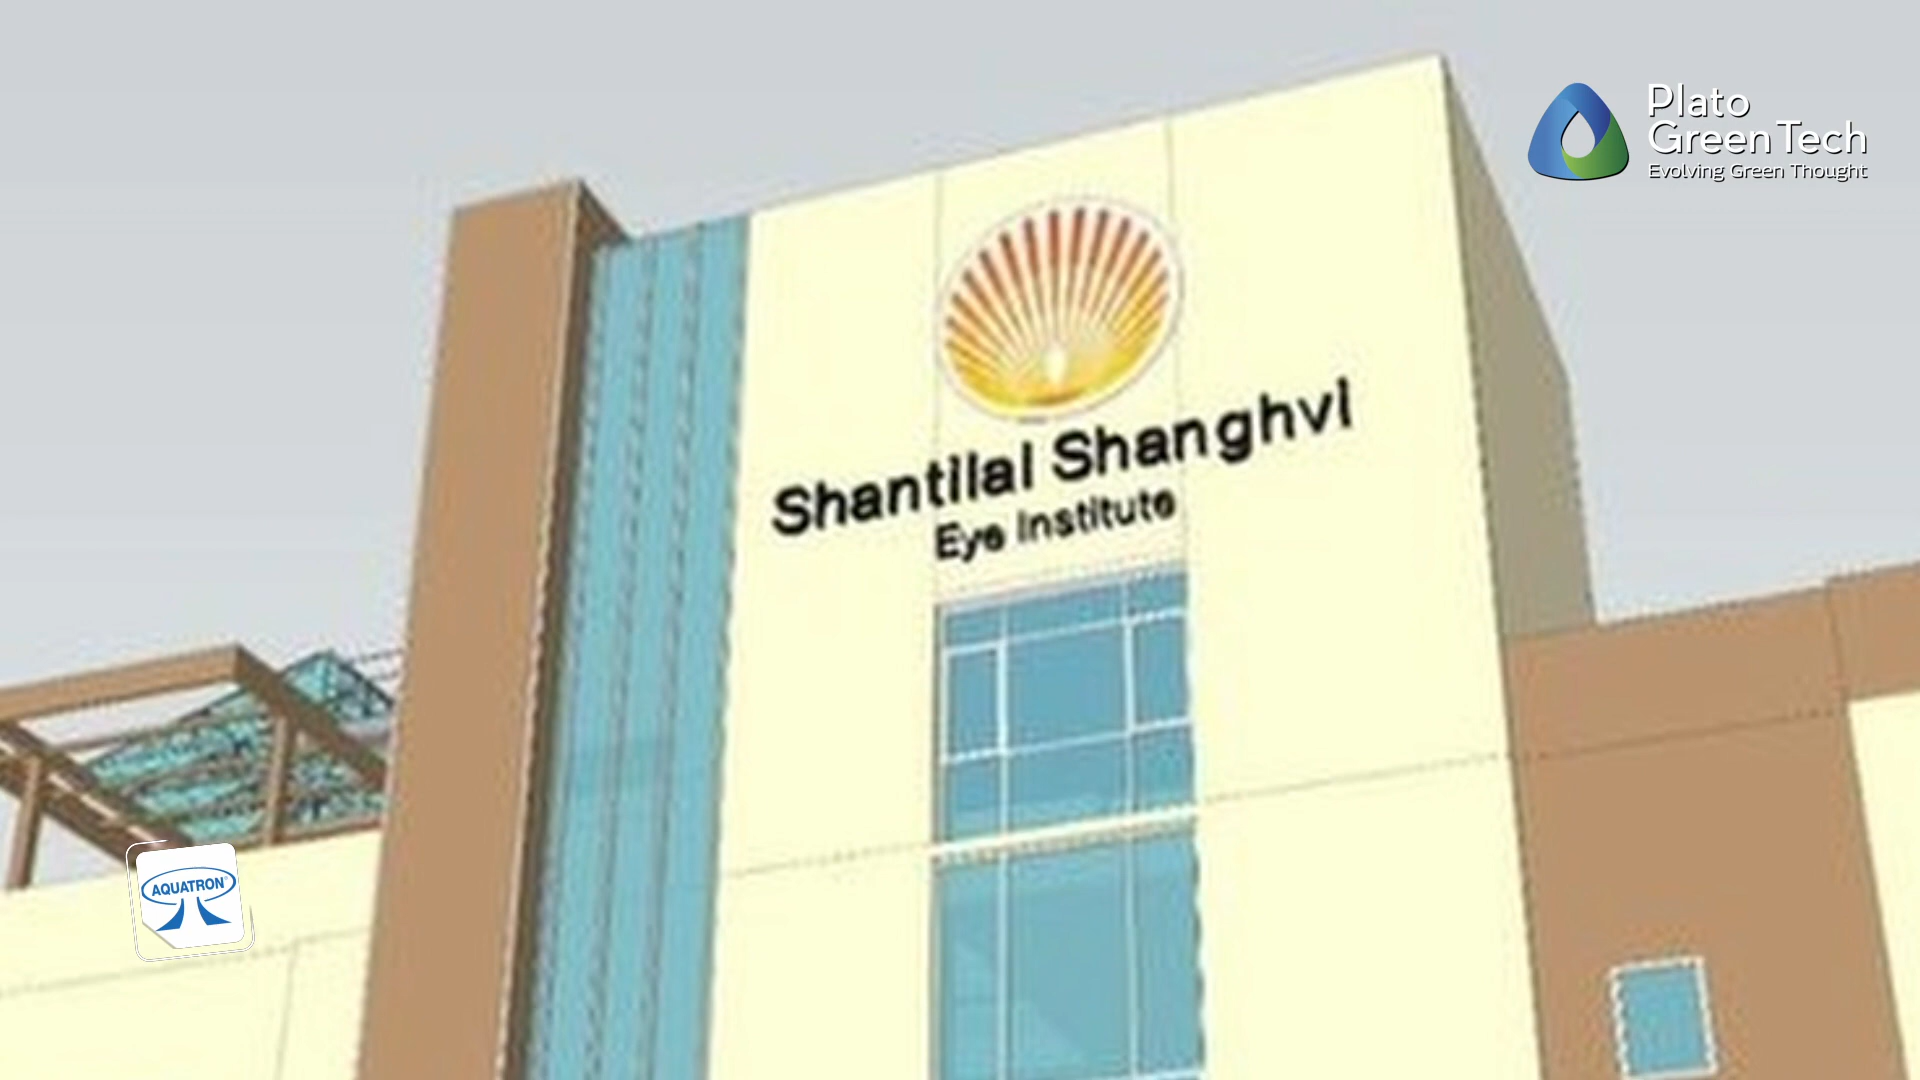 Plato
Green Tech
Evolving Green Thought
Shantilal Shanghvi
Eye Institute
AQUATRON®